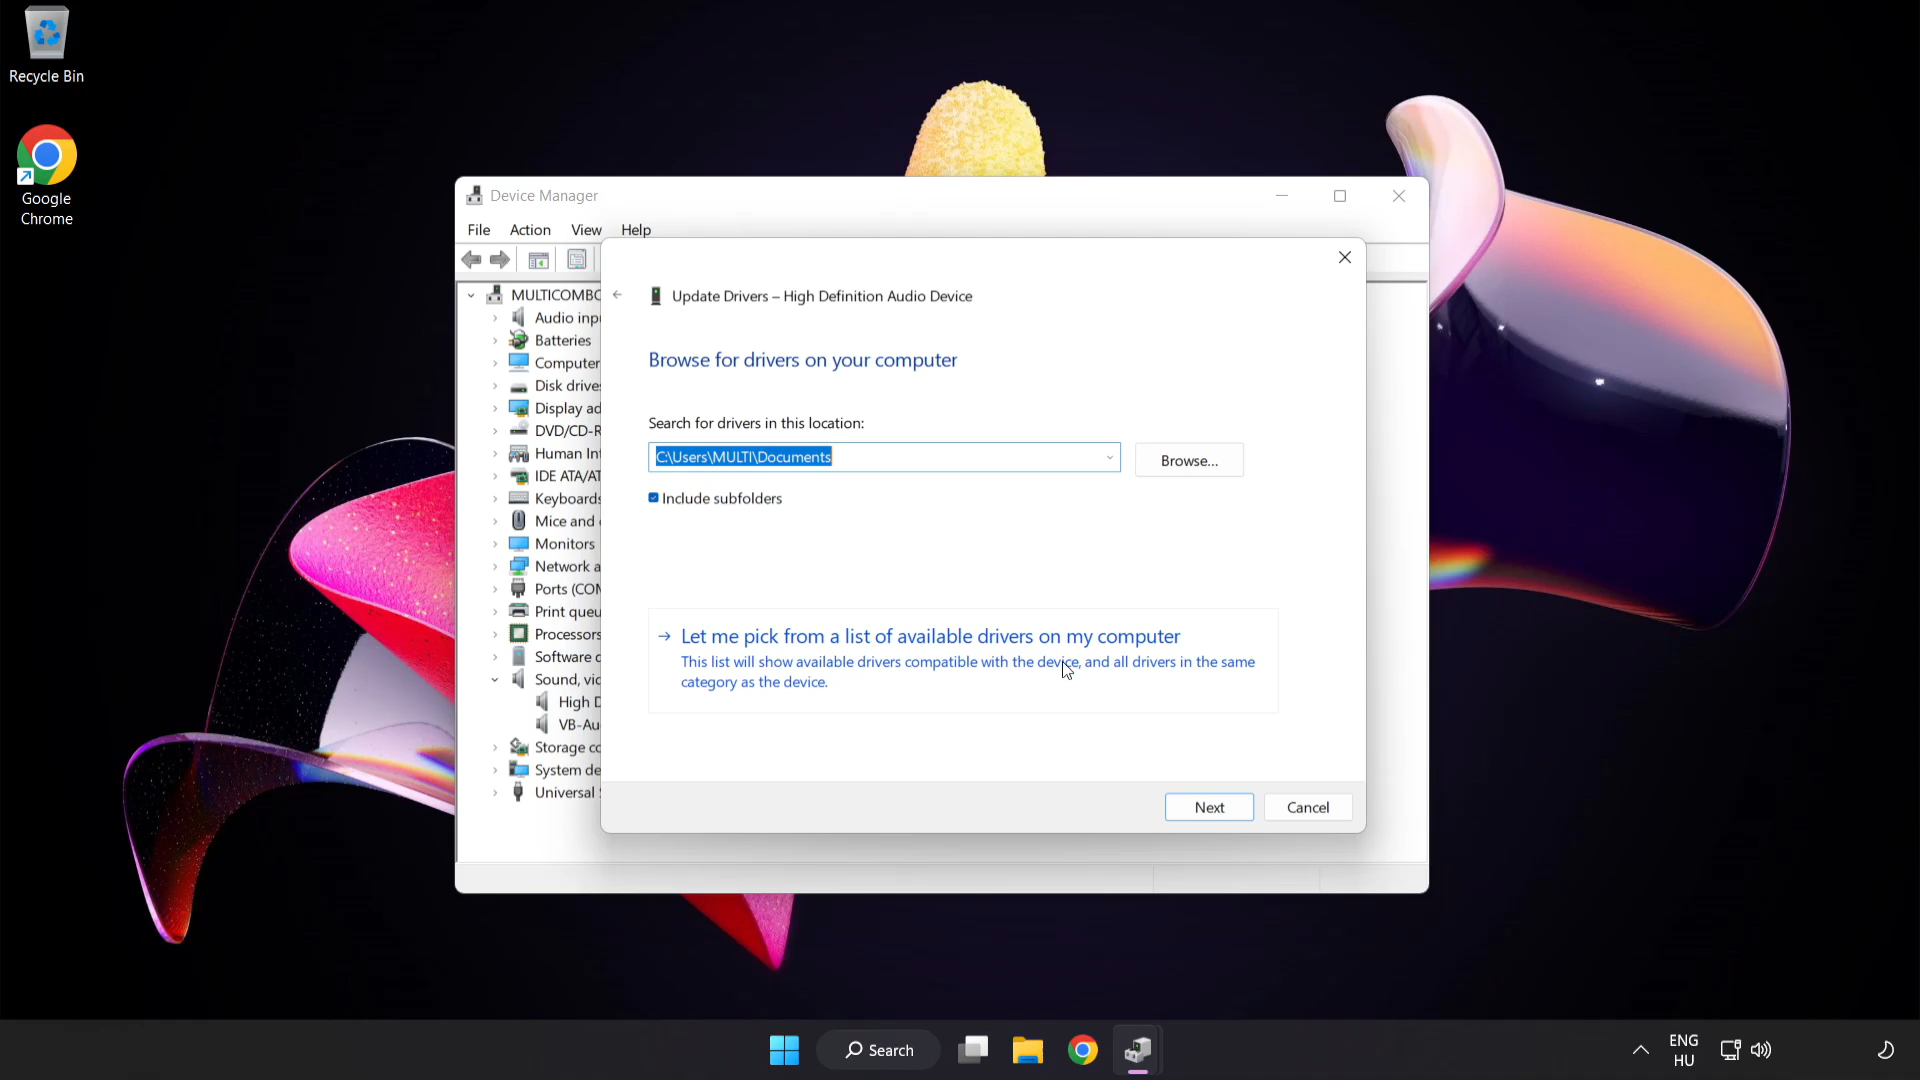 Recycle Bin
Google
Chrome
Device Manager
File
Action
View
Help
MULTICOMBO
Audio inpu
Batteries
Computer
Disk drives
Display ad
DVD/CD-R
Human Int
IDE ATA/AT
Keyboards
Mice and
Monitors
Network a
Ports (COM
Print queu
Processors
Software d
Sound, vid
High D
VB-Au
Storage co
System de
Universal S
Update Drivers – High Definition Audio Device
Browse for drivers on your computer
Search for drivers in this location:
C:\Users\MULTI\Documents
Browse...
Include subfolders
Let me pick from a list of available drivers on my computer
This list will show available drivers compatible with the device, and all drivers in the same
category as the device.
Next
Cancel
Search
ENG
HU